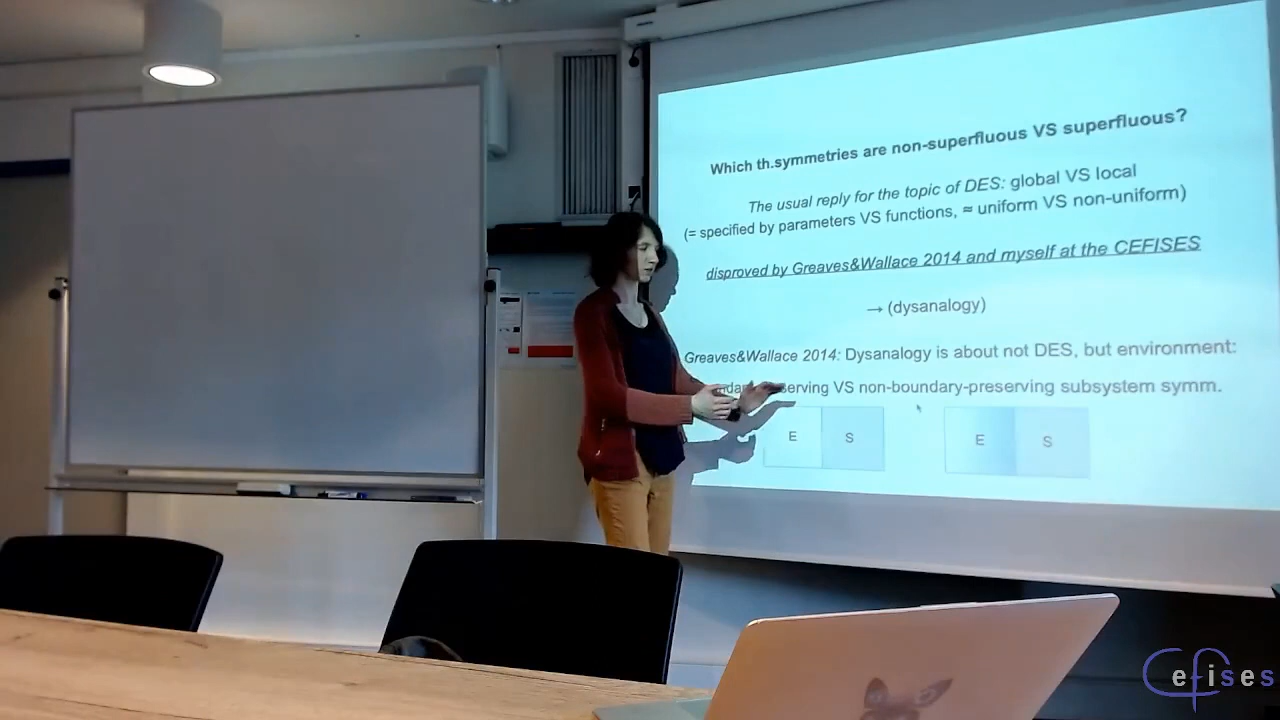 Which th.symmetries are non-superfluous VS superfluous?
The usual reply for the topic of DES: global VS local
(= specified by parameters VS functions, ≈ uniform VS non-uniform)
disproved by Greaves&Wallace 2014 and myself at the CEFISES
→ (dysanalogy)
Greaves&Wallace 2014: Dysanalogy is about not DES, but environment:
VS non-boundary-preserving subsystem symm.
E S E S
efises